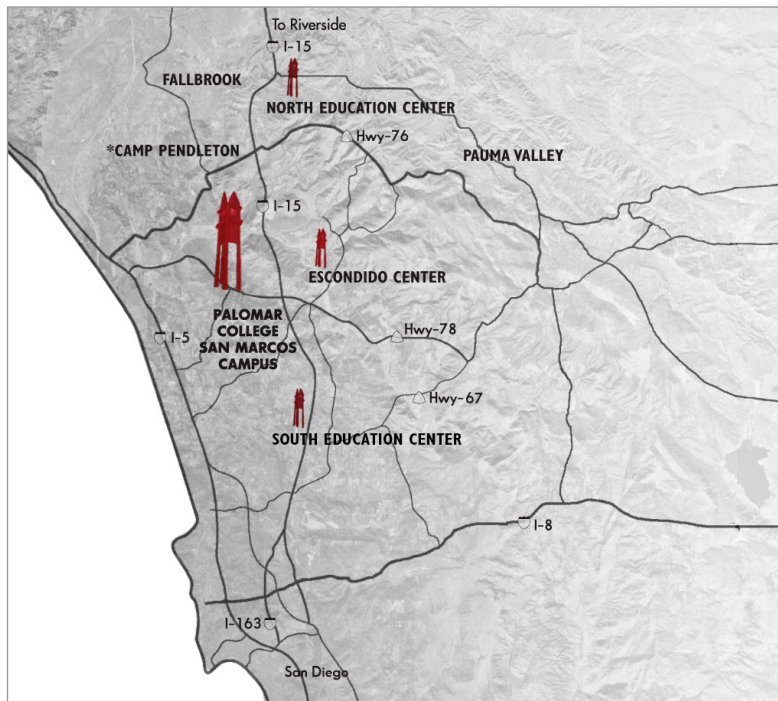 To Riverside
I-15
FALLBROOK
NORTH EDUCATION CENTER
Hwy-76
*CAMP PENDLETON
PAUMA VALLEY
I-15
ESCONDIDO CENTER
PALOMAR
COLLEGE
SAN MARCOS
CAMPUS
I-5
Hwy-78
Hwy-67
SOUTH EDUCATION CENTER
I-8
I-163
San Diego